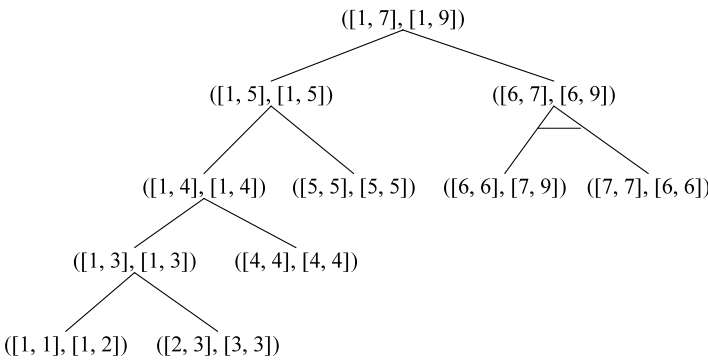 ([1, 7], [1, 9])
([1, 5], [1, 5]) ([6, 7], [6, 9])
([1, 4], [1, 4]) ([5, 5], [5, 5]) ([6, 6], [7, 9]) ([7, 7], [6, 6])
([1, 3], [1, 3]) ([4, 4], [4, 4])
([1, 1], [1, 2]) ([2, 3], [3, 3])